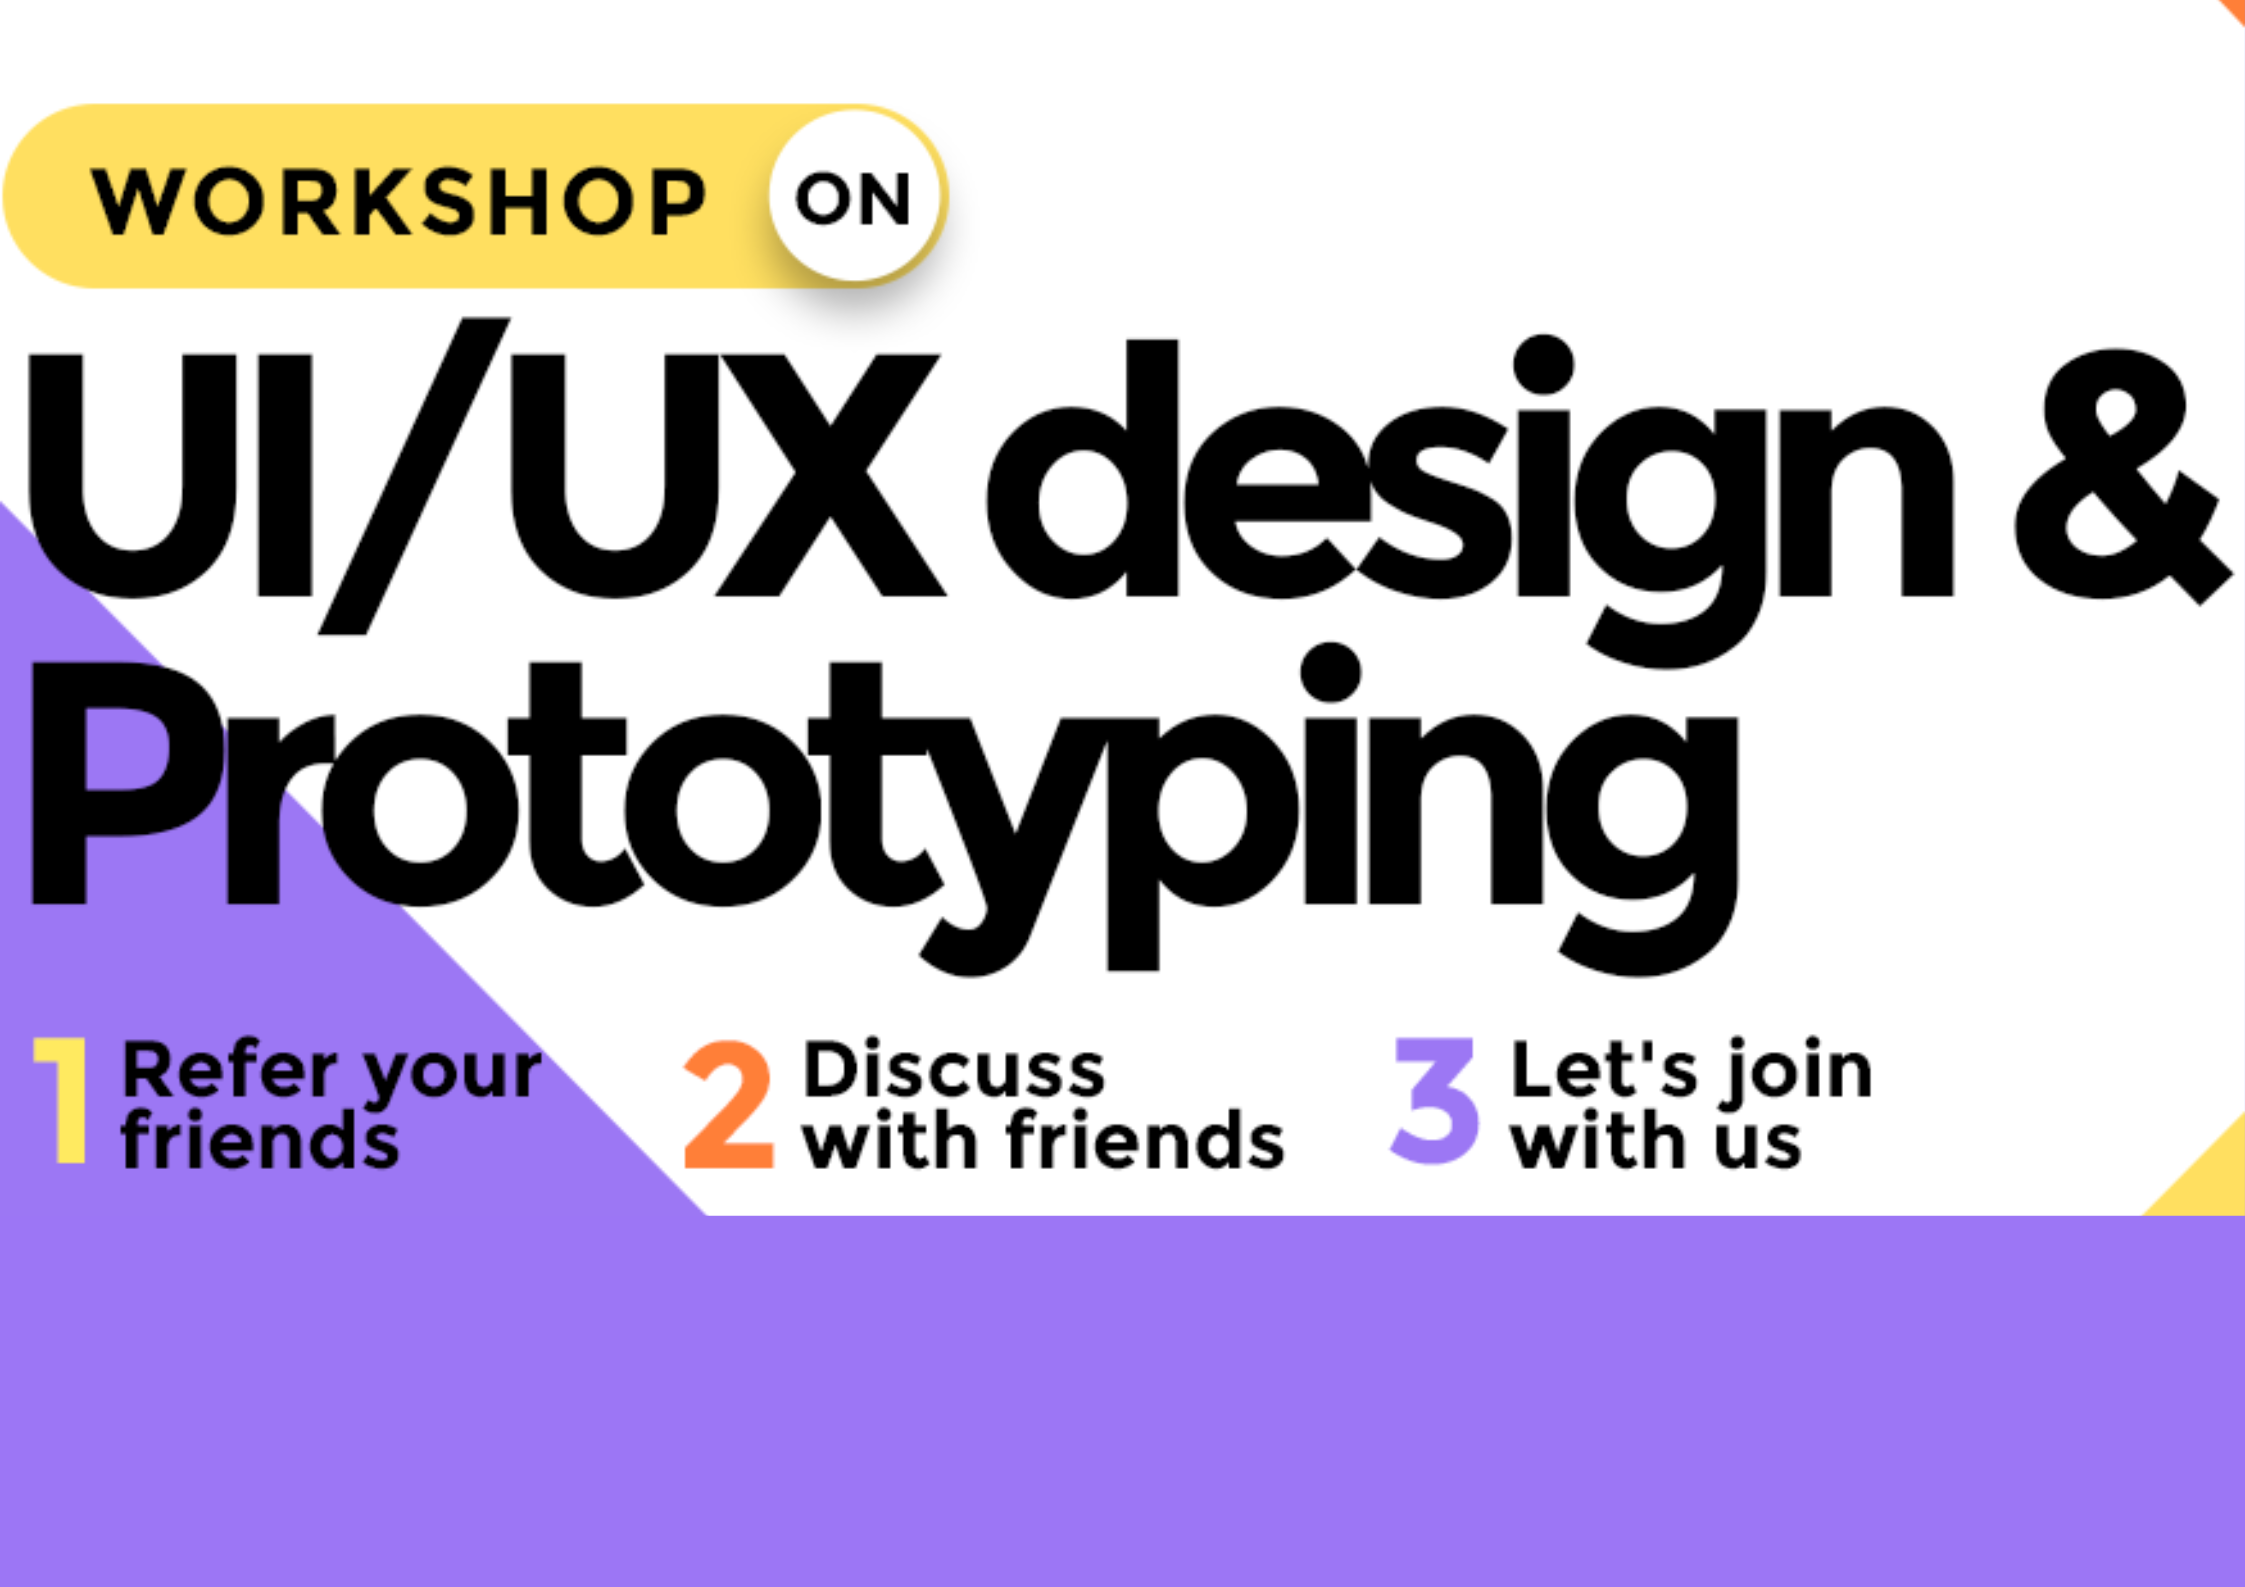 WORKSHOP ON
UI/UX design &
Prototyping
1 Refer your
friends
2 Discuss
with friends
3 Let's join
with us